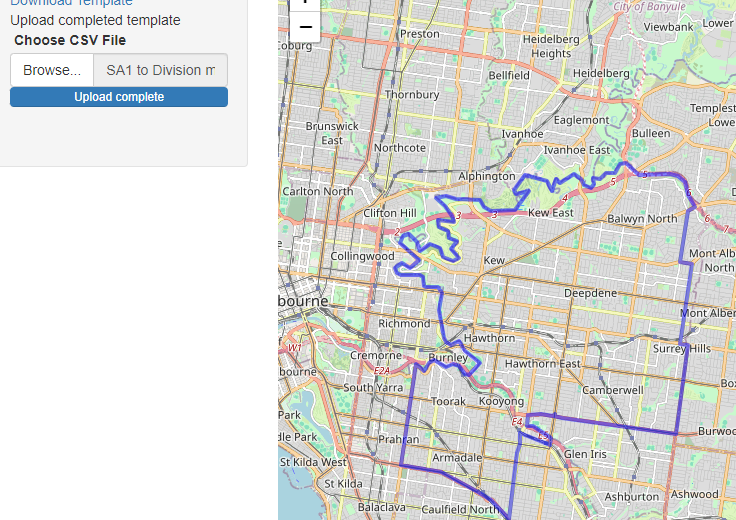 Download Template
Upload completed template
Choose CSV File
Browse...
SA1 to Division m
Upload complete
−
City of Banyule
Viewbank
Lower
Preston
Heidelberg
Heights
oburg
Heidelberg
Bellfield
Thornbury
Templest
Lowe
Eaglemont
Brunswick
East
Ivanhoe
Bulleen
Northcote
Ivanhoe East
Alphington
5
5
6
Carlton North
4
Clifton Hill
3
3
Kew East
Balwyn North
6
7
2
Collingwood
Kew
Mont Alb
North
Deepdene
bourne
Mont Alber
Richmond
Hawthorn
W1
Surrey Hills
Cremorne
Burnley
Hawthorn East
bourne
E2A
South Yarra
Camberwell
Bo
Toorak
Kooyong
Park
E4
Burwoo
dle Park
Prahran
Glen Iris
Armadale
St Kilda West
St Kilda
Ashburton
Ashwood
Balaclava
Caulfield North